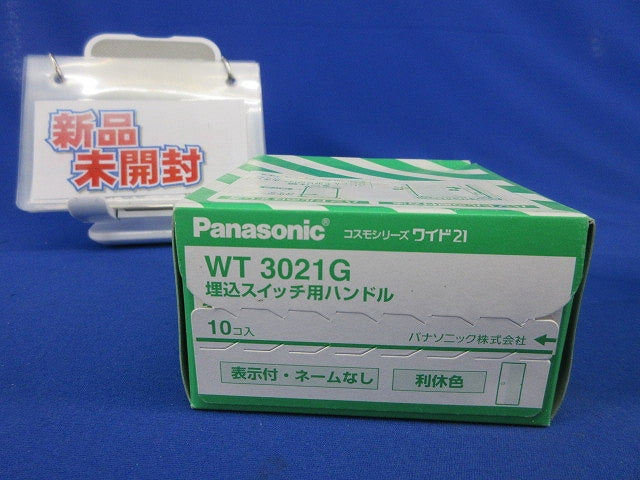 新品
未開封
Panasonic® コスモシリーズ ワイド21
WT 3021G
埋込スイッチ用ハンドル
10コ入
パナソニック株式会社
表示付・ネームなし 利休色